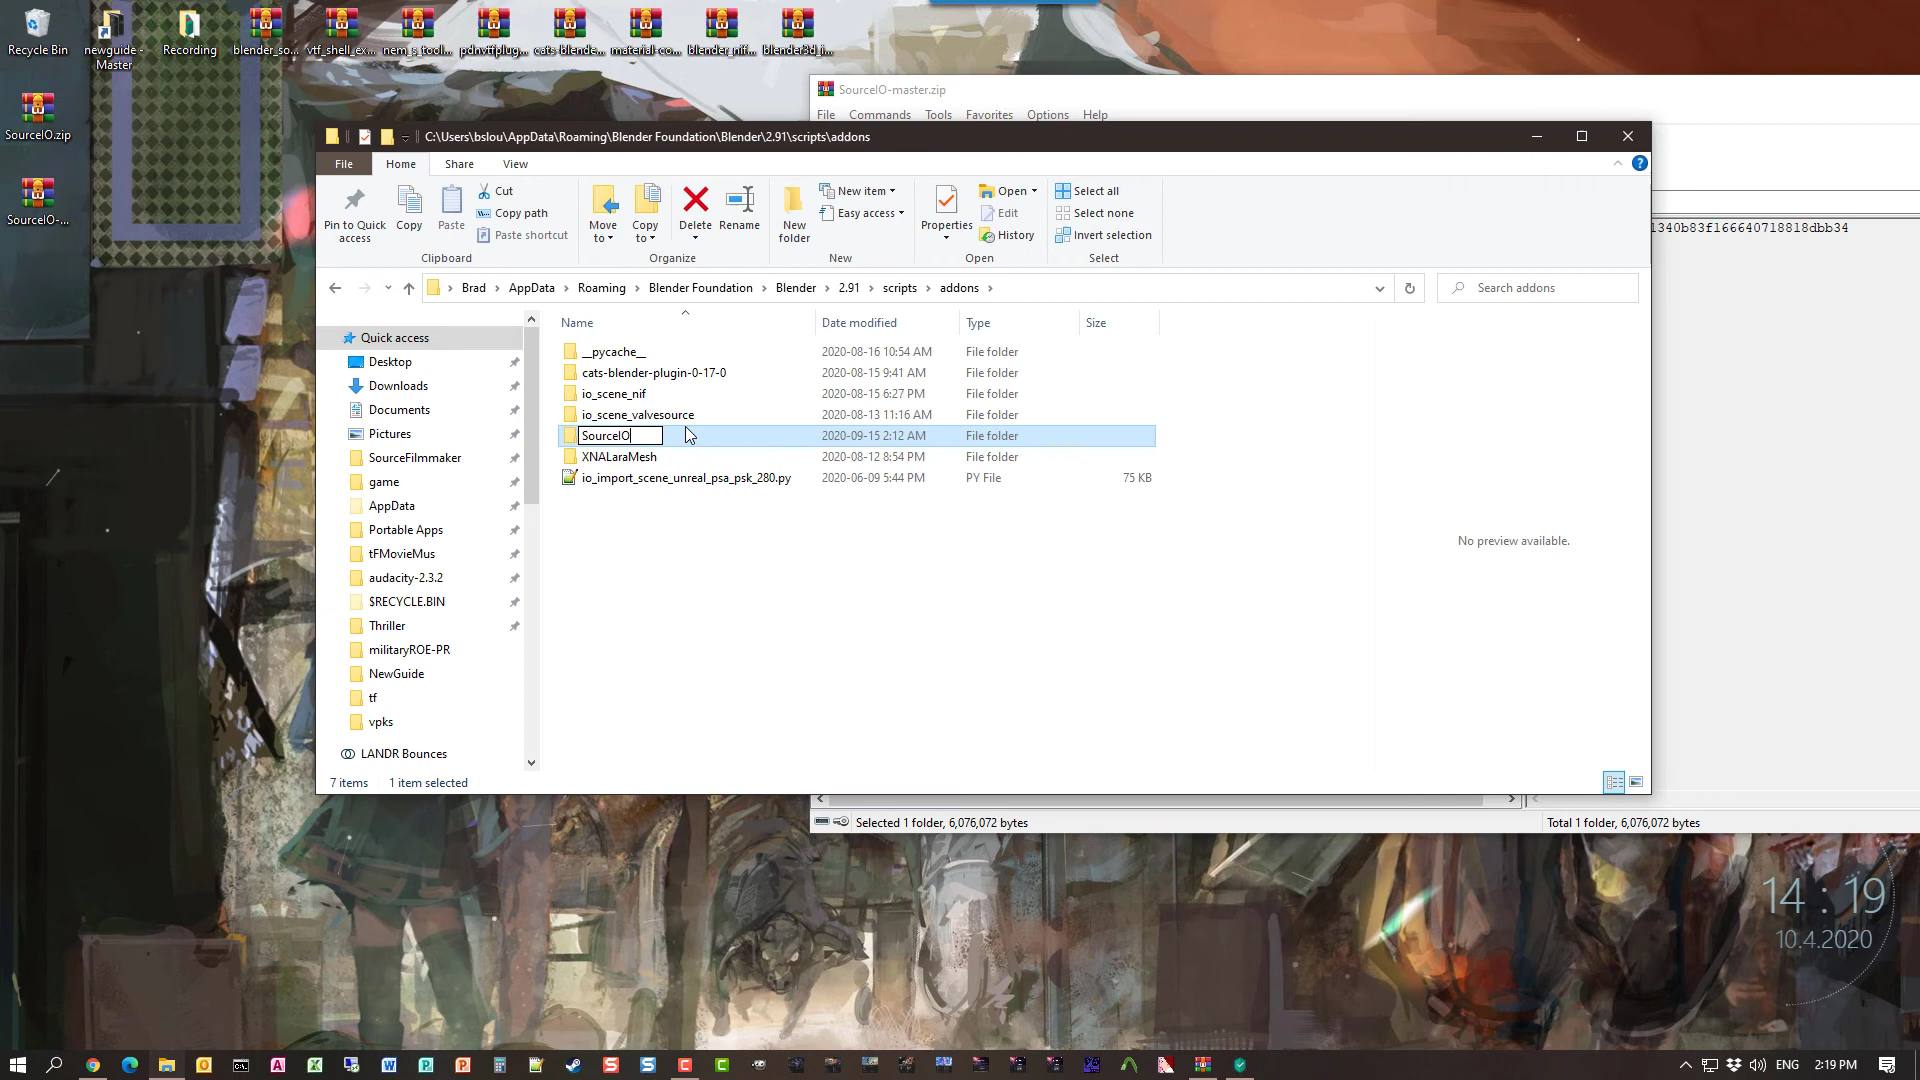 Recycle Bin
newguide -
Master
Recording
blender_so...
vtf_shell_ex...
nem_s_tool...
pdnvtfplug...
cats-blende...
material-co...
blender_nif...
blender3d_i...
SourceIO.zip
SourceIO-...
SourceIO-master.zip
File Commands Tools Favorites Options Help
1340b83f166640718818dbb34
C:\Users\bslou\AppData\Roaming\Blender Foundation\Blender\2.91\scripts\addons
File Home Share View
Pin to Quick
access
Copy
Paste
Cut
Copy path
Paste shortcut
Clipboard
Move
to
Copy
to
Delete
Rename
Organize
New
folder
New item
Easy access
New
Properties
Open
Edit
History
Open
Select all
Select none
Invert selection
Select
Brad AppData Roaming Blender Foundation Blender 2.91 scripts addons
Search addons
Quick access
Desktop
Downloads
Documents
Pictures
SourceFilmmaker
game
AppData
Portable Apps
tFMovieMus
audacity-2.3.2
$RECYCLE.BIN
Thriller
militaryROE-PR
NewGuide
tf
vpks
LANDR Bounces
Name Date modified Type Size
__pycache__ 2020-08-16 10:54 AM File folder
cats-blender-plugin-0-17-0 2020-08-15 9:41 AM File folder
io_scene_nif 2020-08-15 6:27 PM File folder
io_scene_valvesource 2020-08-13 11:16 AM File folder
SourceIO 2020-09-15 2:12 AM File folder
XNALaraMesh 2020-08-12 8:54 PM File folder
io_import_scene_unreal_psa_psk_280.py 2020-06-09 5:44 PM PY File 75 KB
No preview available.
7 items 1 item selected
Selected 1 folder, 6,076,072 bytes
Total 1 folder, 6,076,072 bytes
14 : 19
10.4.2020
ENG 2:19 PM